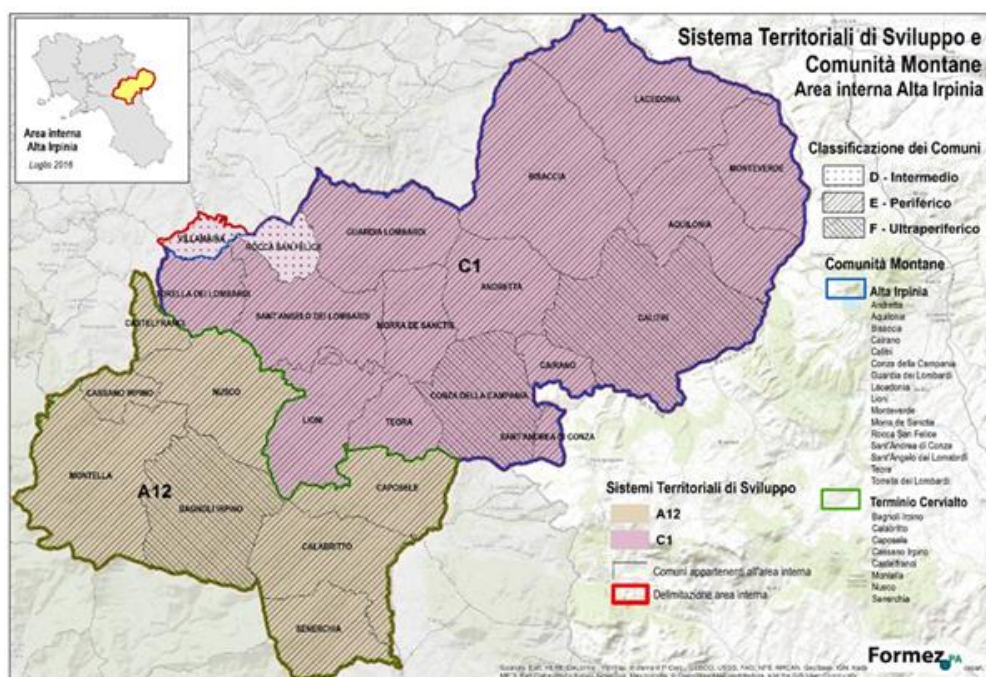 Sistema Territoriali di Sviluppo e
Comunità Montane
Area interna Alta Irpinia
Area interna
Alta Irpinia
Luglio 2016
Classificazione dei Comuni
D - Intermedio
E - Periferico
F - Ultraperiferico
Comunità Montane
Alta Irpinia
Andretta
Aquilonia
Bisaccia
Cairano
Calitri
Conza della Campania
Guardia dei Lombardi
Lacedonia
Lioni
Monteverde
Morra de Sanctis
Rocca San Felice
Sant'Andrea di Conza
Sant'Angelo dei Lomabrdi
Teora
Torrella dei Lombardi
Terminio Cervialto
Bagnoli Irpino
Calabritto
Caposele
Cassano Irpino
Castelfranci
Montella
Nusco
Senerchia
Sistemi Territoriali di Sviluppo
A12
C1
Comuni appartenenti all'area interna
Delimitazione area interna
LACEDONIA
BISACCIA
MONTEVERDE
AQUILONIA
VILLAMAINA
ROCCA SAN FELICE
GUARDIA LOMBARDI
C1
ANDRETTA
TORELLA DEI LOMBARDI
SANT'ANGELO DEI LOMBARDI
MORRA DE SANCTIS
CALITRI
CASTELFRANCI
CAIRANO
CASSANO IRPINO
NUSCO
CONZA DELLA CAMPANIA
LIONI
TEORA
SANT'ANDREA DI CONZA
MONTELLA
A12
CAPOSELE
BAGNOLI IRPINO
CALABRITTO
SENERCHIA
Formez PA